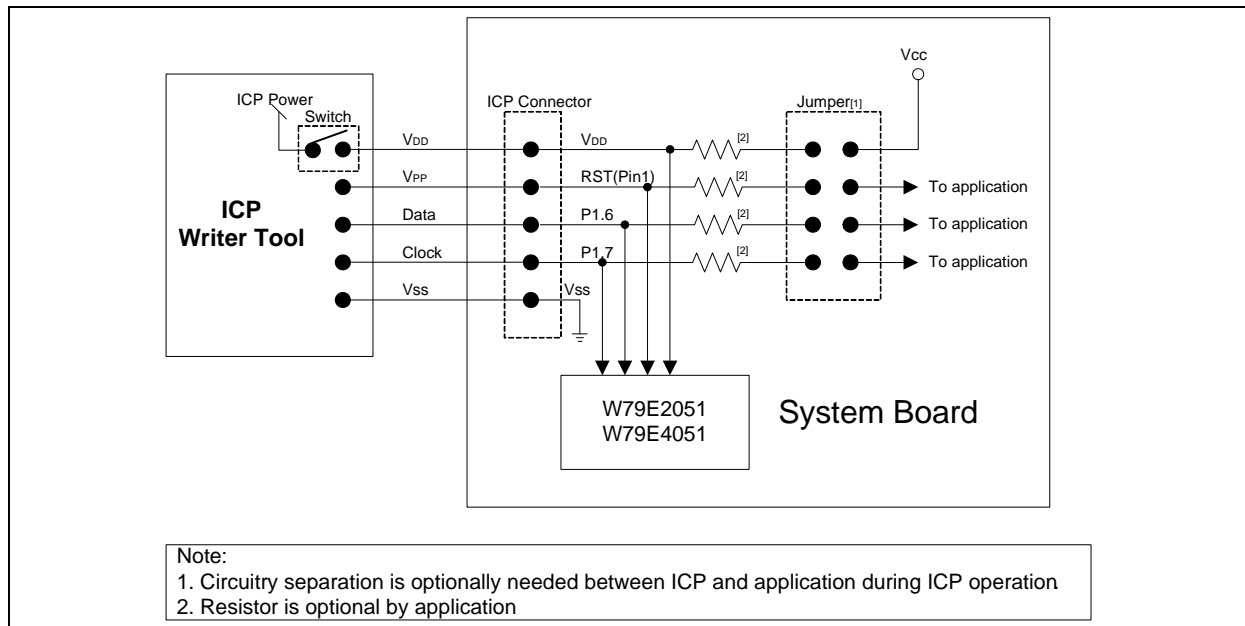 Vcc
ICP Power
Switch
ICP Connector
Jumper[1]
VDD
VDD
[2]
VPP
RST(Pin1)
[2]
To application
ICP
Writer Tool
Data
P1.6
[2]
To application
Clock
P1.7
[2]
To application
Vss
Vss
W79E2051
W79E4051
System Board
Note:
1. Circuitry separation is optionally needed between ICP and application during ICP operation.
2. Resistor is optional by application